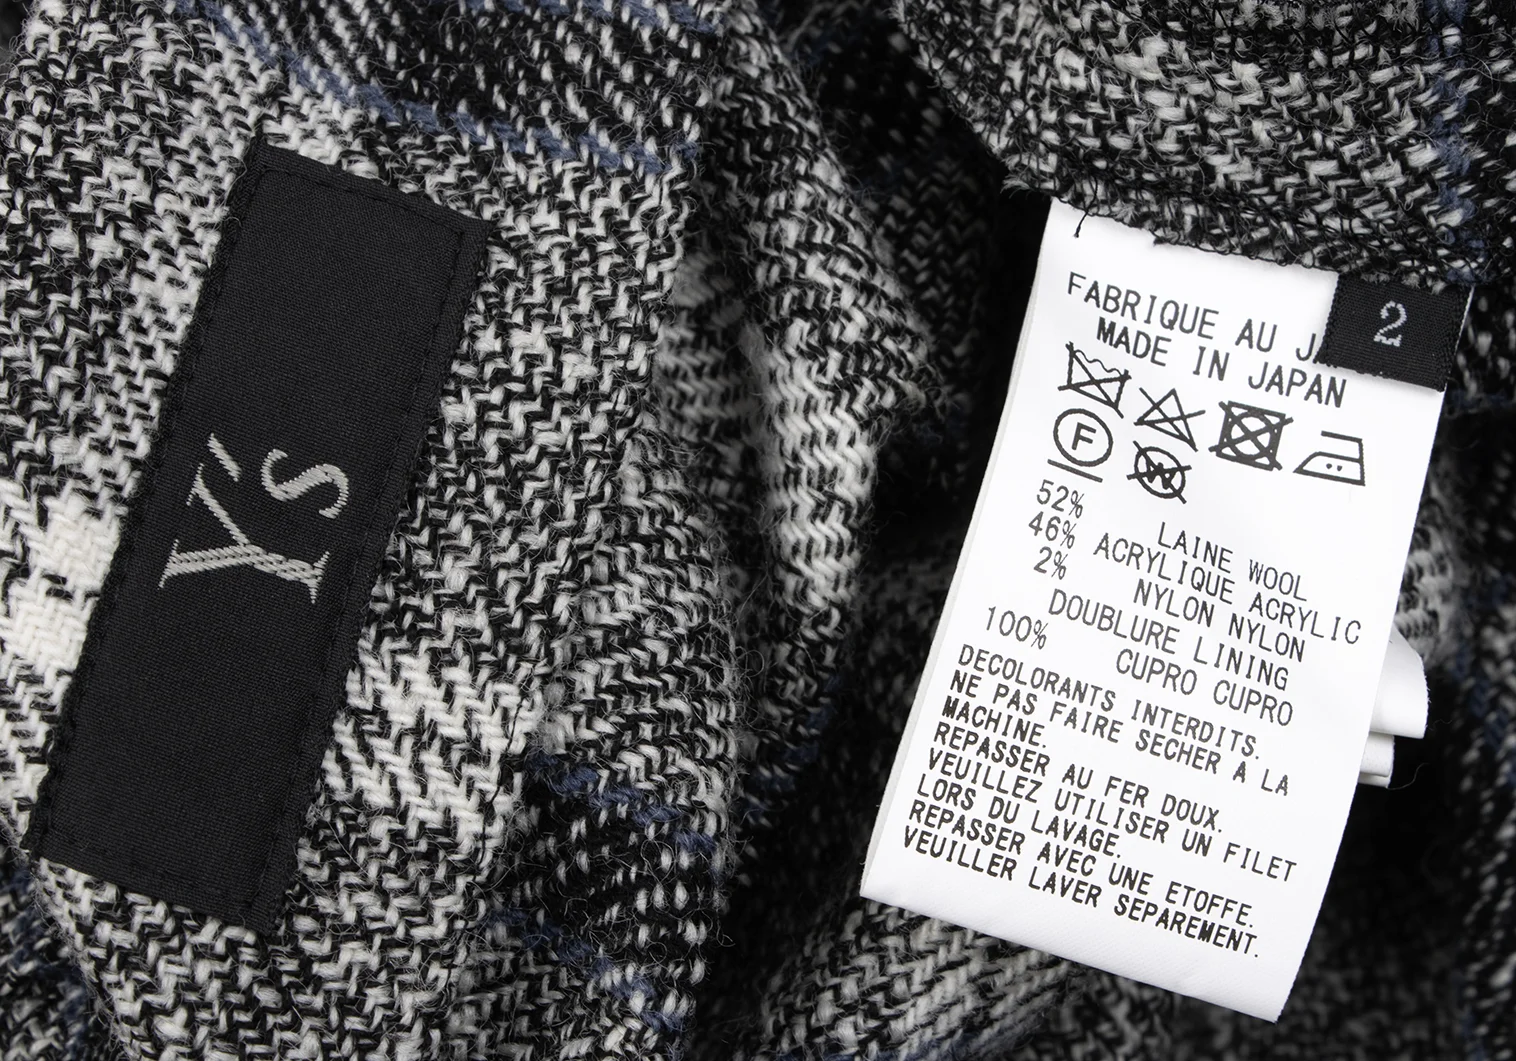 Y's
2
FABRIQUE AU
MADE IN JAPAN
F
W
52% LAINE WOOL
46% ACRYLIQUE ACRYLIC
2% NYLON NYLON
DOUBLURE LINING
100% CUPRO CUPRO
DECOLORANTS INTERDITS.
NE PAS FAIRE SECHER A LA
MACHINE.
REPASSER AU FER DOUX.
VEUILLEZ UTILISER UN FILET
LORS DU LAVAGE.
REPASSER AVEC UNE ETOFFE.
VEUILLER LAVER SEPAREMENT.